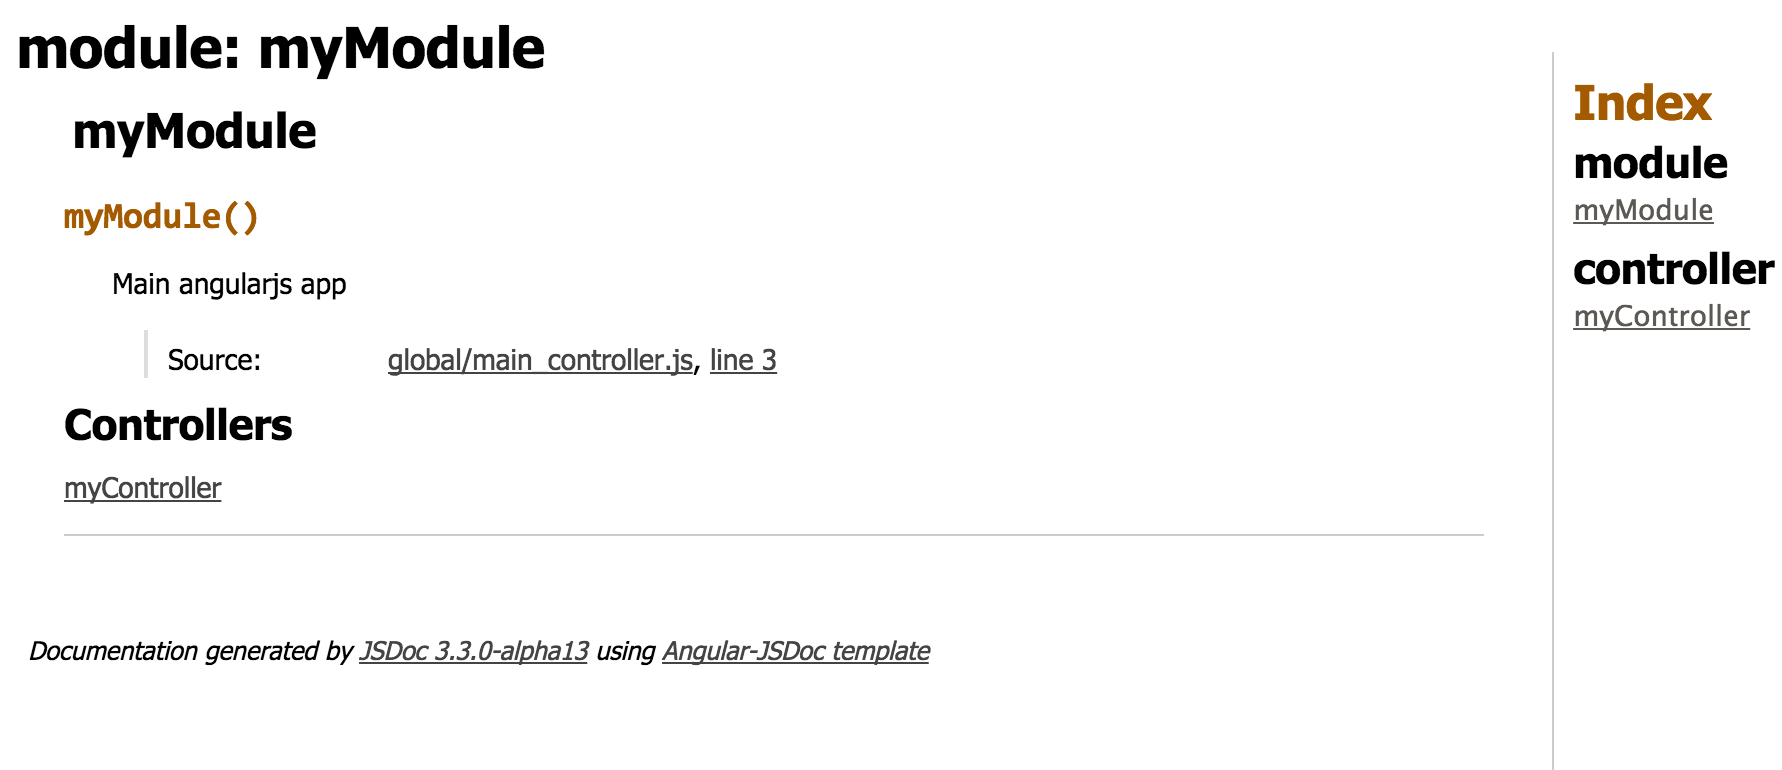 module: myModule
myModule
myModule()
Main angularjs app
Source: global/main_controller.js, line 3
Controllers
myController
Documentation generated by JSDoc 3.3.0-alpha13 using Angular-JSDoc template
Index
module
myModule
controller
myController